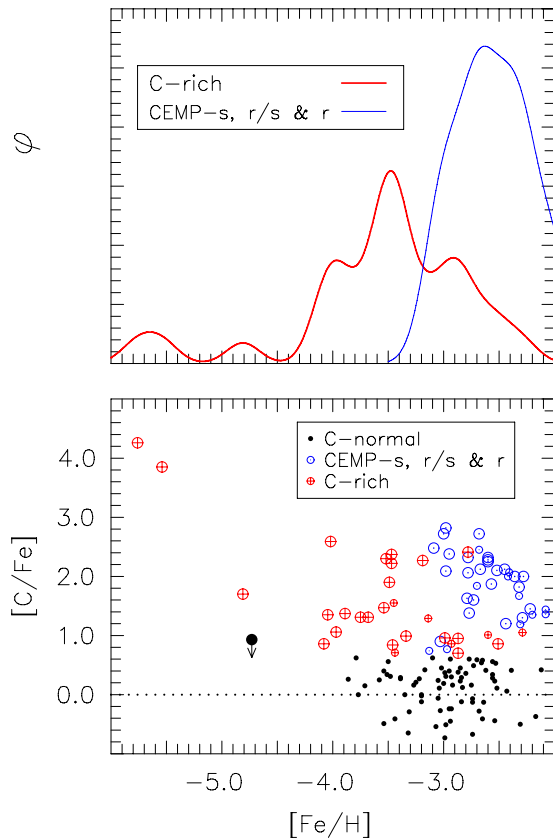 φ
C-rich
CEMP-s, r/s & r
C-normal
CEMP-s, r/s & r
C-rich
[C/Fe]
4.0
3.0
2.0
1.0
0.0
−5.0 −4.0 −3.0
[Fe/H]